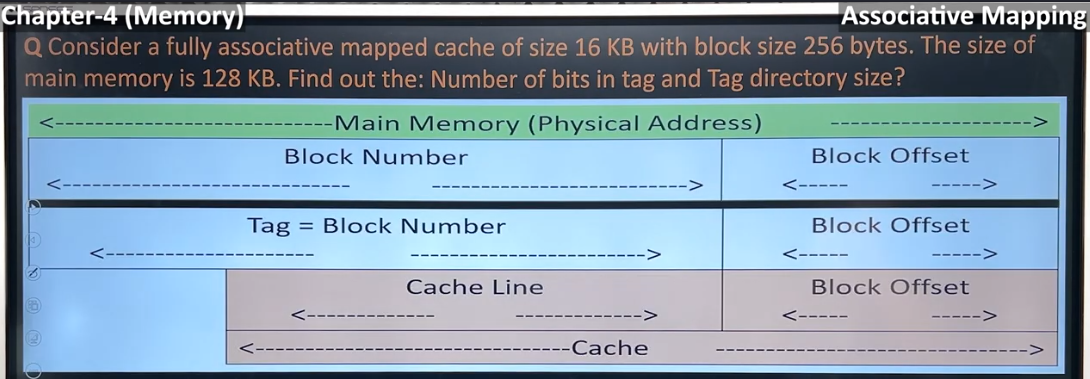 Chapter-4 (Memory)
Associative Mapping
Q Consider a fully associative mapped cache of size 16 KB with block size 256 bytes. The size of
main memory is 128 KB. Find out the: Number of bits in tag and Tag directory size?
<-----------------------------Main Memory (Physical Address) --------------------->
Block Number
Block Offset
<----------------------------- --------------------------->
<----- ----->
Tag = Block Number
Block Offset
<---------------------- ------------------------->
<----- ----->
Cache Line
Block Offset
<------------- -------------->
<----- ----->
<--------------------------------Cache -------------------------------->